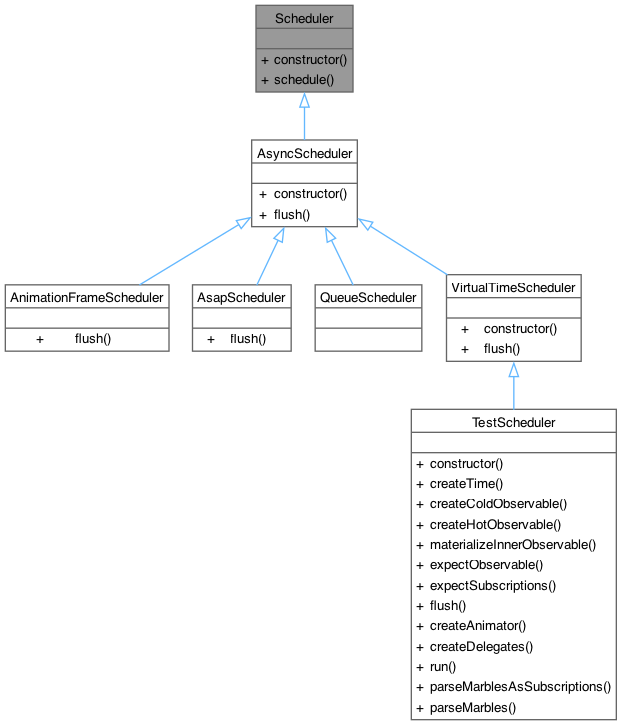 Scheduler
+ constructor()
+ schedule()
AsyncScheduler
+ constructor()
+ flush()
AnimationFrameScheduler
+ flush()
AsapScheduler
+ flush()
QueueScheduler
VirtualTimeScheduler
+ constructor()
+ flush()
TestScheduler
+ constructor()
+ createTime()
+ createColdObservable()
+ createHotObservable()
+ materializeInnerObservable()
+ expectObservable()
+ expectSubscriptions()
+ flush()
+ createAnimator()
+ createDelegates()
+ run()
+ parseMarblesAsSubscriptions()
+ parseMarbles()